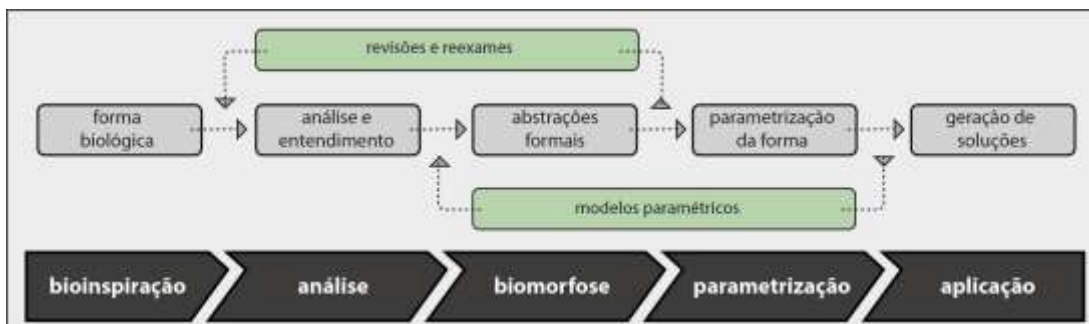 revisões e reexames
forma
biológica
análise e
entendimento
abstrações
formais
parametrização
da forma
geração de
soluções
modelos paramétricos
bioinspiração
análise
biomorfose
parametrização
aplicação